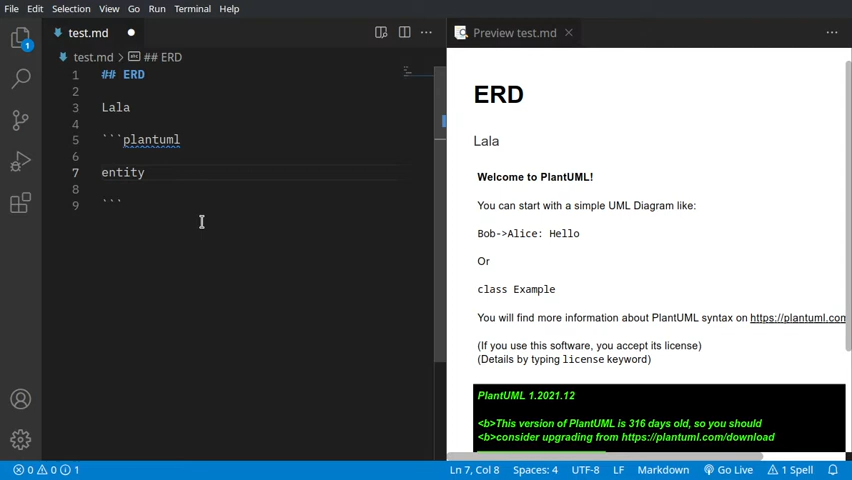 File Edit Selection View Go Run Terminal Help
test.md
Preview test.md
test.md > ## ERD
1 ## ERD
2
3 Lala
4
5 ```plantuml
6
7 entity
8
9 ```
1
ERD
Lala
Welcome to PlantUML!
You can start with a simple UML Diagram like:
Bob->Alice: Hello
Or
class Example
You will find more information about PlantUML syntax on https://plantuml.com
(If you use this software, you accept its license)
(Details by typing license keyword)
PlantUML 1.2021.12
<b>This version of PlantUML is 316 days old, so you should
<b>consider upgrading from https://plantuml.com/download
0 0 1 Ln 7, Col 8 Spaces: 4 UTF-8 LF Markdown Go Live 1 Spell